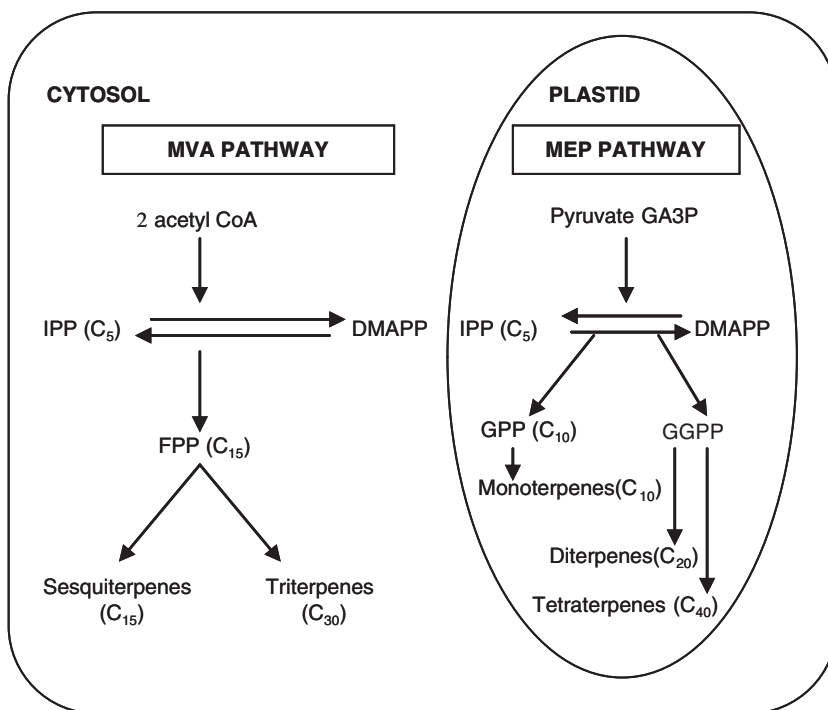 CYTOSOL
MVA PATHWAY
2 acetyl CoA
IPP (C₅)
DMAPP
FPP (C₁₅)
Sesquiterpenes
(C₁₅)
Triterpenes
(C₃₀)
PLASTID
MEP PATHWAY
Pyruvate GA3P
IPP (C₅)
DMAPP
GPP (C₁₀)
GGPP
Monoterpenes(C₁₀)
Diterpenes(C₂₀)
Tetraterpenes (C₄₀)